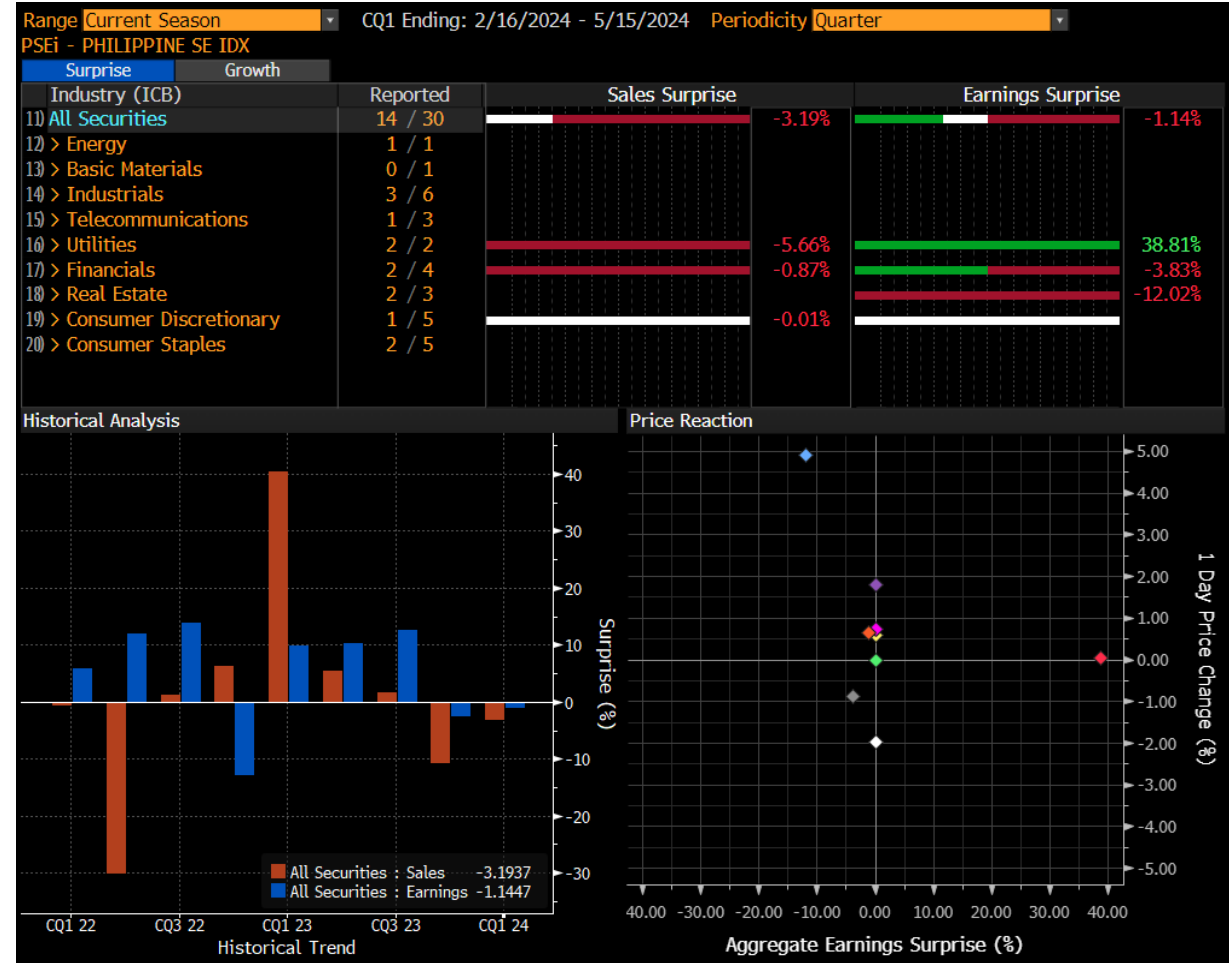 Range Current Season CQ1 Ending: 2/16/2024 - 5/15/2024 Periodicity Quarter
PSEi - PHILIPPINE SE IDX
Surprise Growth
Industry (ICB) Reported Sales Surprise Earnings Surprise
11) All Securities 14 / 30 -3.19% -1.14%
12) > Energy 1 / 1
13) > Basic Materials 0 / 1
14) > Industrials 3 / 6
15) > Telecommunications 1 / 3
16) > Utilities 2 / 2 -5.66% 38.81%
17) > Financials 2 / 4 -0.87% -3.83%
18) > Real Estate 2 / 3 -12.02%
19) > Consumer Discretionary 1 / 5 -0.01%
20) > Consumer Staples 2 / 5
Historical Analysis
40
30
20
10
0
-10
-20
-30
Surprise (%)
All Securities : Sales -3.1937
All Securities : Earnings -1.1447
CQ1 22 CQ3 22 CQ1 23 CQ3 23 CQ1 24
Historical Trend
Price Reaction
5.00
4.00
3.00
2.00
1.00
0.00
-1.00
-2.00
-3.00
-4.00
-5.00
1 Day Price Change (%)
40.00 -30.00 -20.00 -10.00 0.00 10.00 20.00 30.00 40.00
Aggregate Earnings Surprise (%)